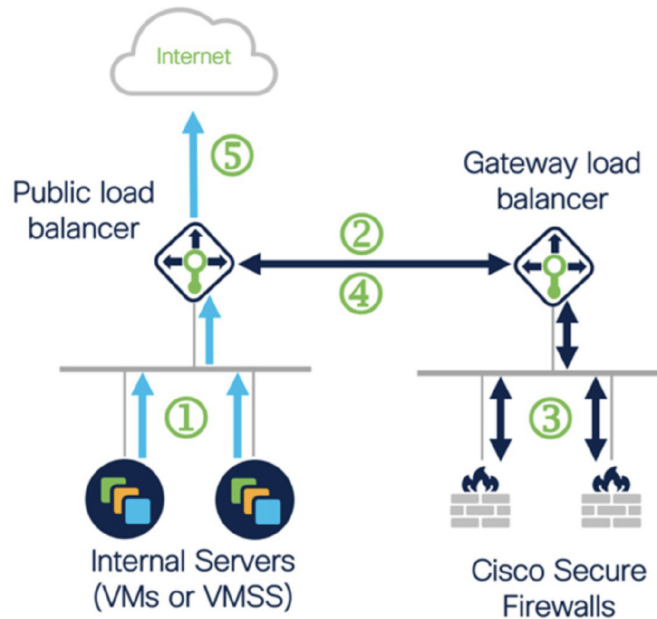 Internet
⑤
Public load
balancer
Gateway load
balancer
②
④
①
③
Internal Servers
(VMs or VMSS)
Cisco Secure
Firewalls